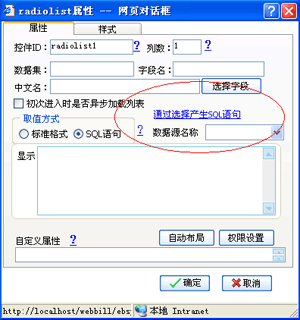 radiolist属性 -- 网页对话框
属性 样式
控件ID： radiolist1 ? 列数： 1 ?
数据集： 字段名：
中文名： 选择字段
初次进入时是否异步加载列表
取值方式
标准格式 SQL语句 ?
通过选择产生SQL语句
数据源名称
显示
自定义属性 ? 自动布局 权限设置
确定 取消
http://localhost/webbill/eb 本地 Intranet